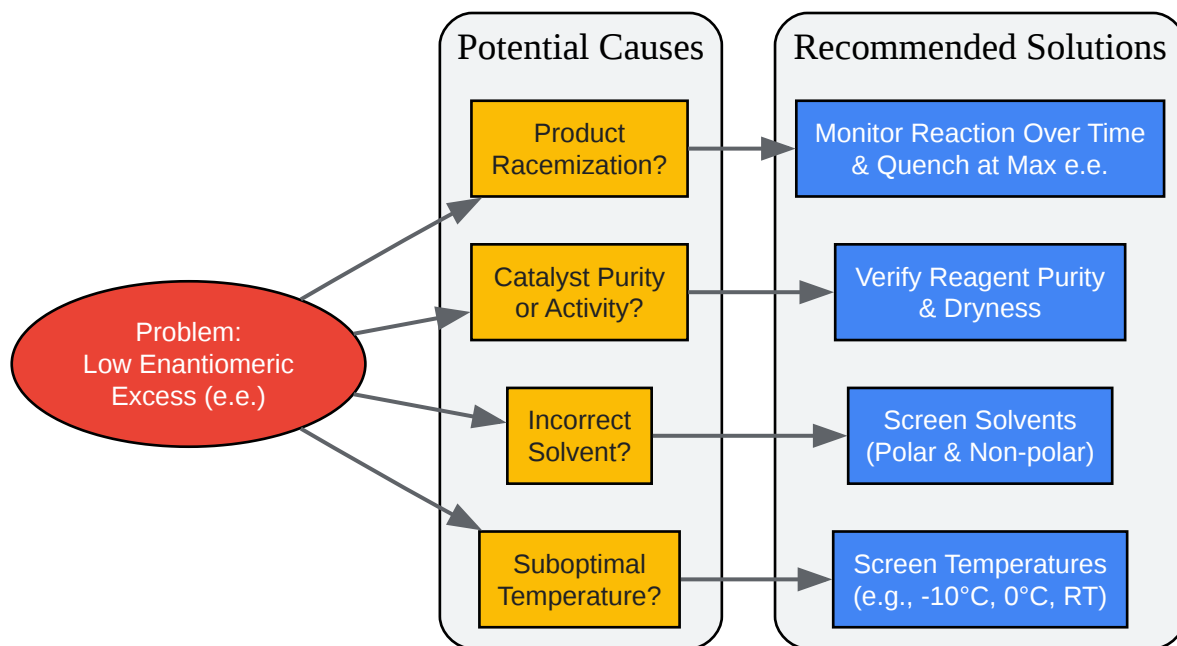 Potential Causes
Recommended Solutions
Problem:
Low Enantiomeric
Excess (e.e.)
Product
Racemization?
Monitor Reaction Over Time
& Quench at Max e.e.
Catalyst Purity
or Activity?
Verify Reagent Purity
& Dryness
Incorrect
Solvent?
Screen Solvents
(Polar & Non-polar)
Suboptimal
Temperature?
Screen Temperatures
(e.g., -10°C, 0°C, RT)